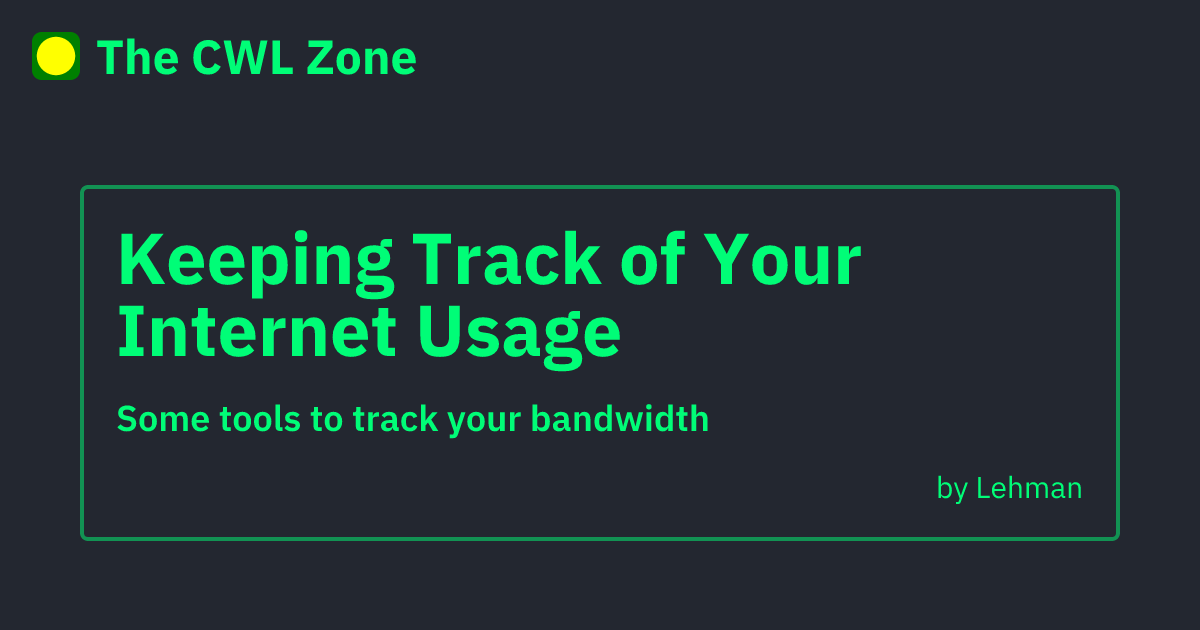 The CWL Zone
Keeping Track of Your
Internet Usage
Some tools to track your bandwidth
by Lehman